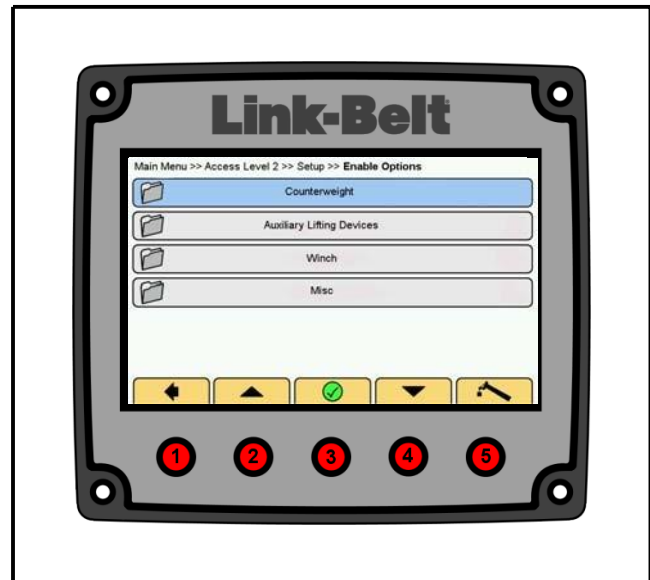 Link-Belt
Main Menu >> Access Level 2 >> Setup >> Enable Options
Counterweight
Auxiliary Lifting Devices
Winch
Misc
1 2 3 4 5